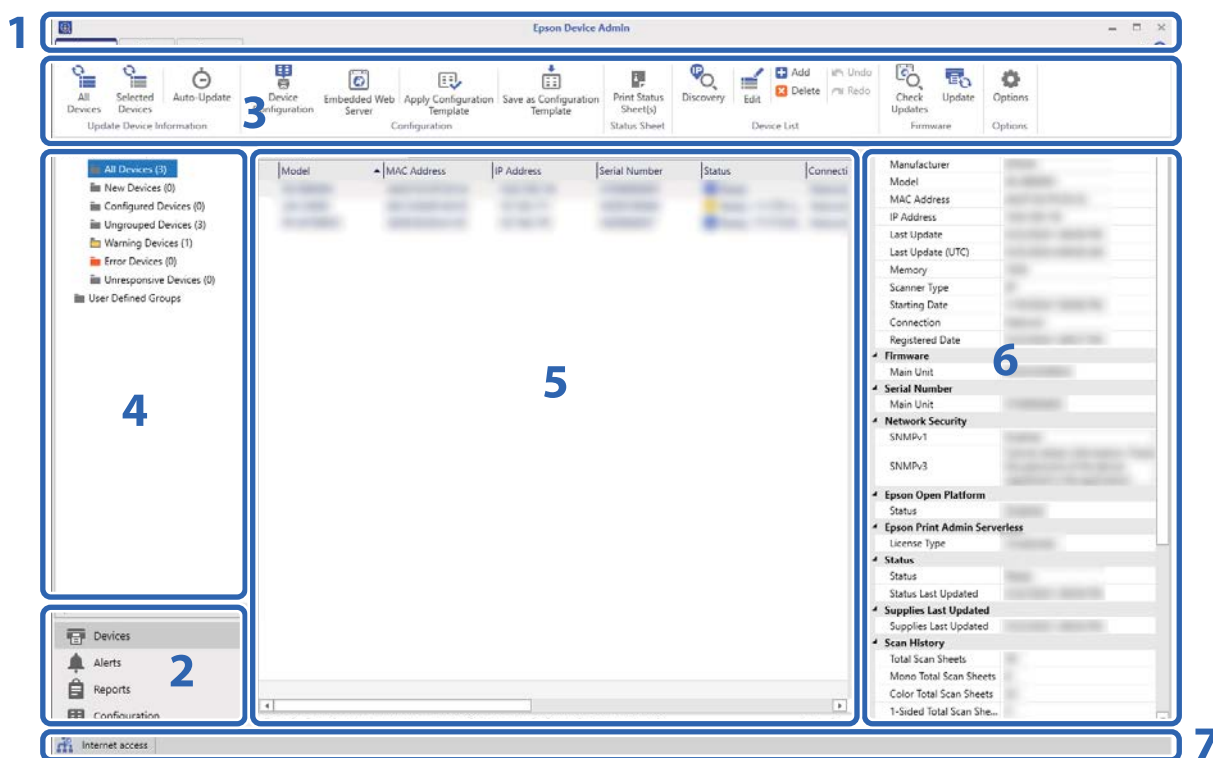 1
Epson Device Admin
All Devices
Selected Devices
Auto-Update
Update Device Information
3
Device Configuration
Embedded Web Server
Apply Configuration Template
Save as Configuration Template
Configuration
Print Status Sheet(s)
Status Sheet
Discovery
Edit
Add
Delete
Undo
Redo
Device List
Check Updates
Update
Firmware
Options
Options
All Devices (3)
New Devices (0)
Configured Devices (0)
Ungrouped Devices (3)
Warning Devices (1)
Error Devices (0)
Unresponsive Devices (0)
User Defined Groups
4
Devices
Alerts
Reports
Configuration
2
Model
MAC Address
IP Address
Serial Number
Status
Connecti
5
Manufacturer
Model
MAC Address
IP Address
Last Update
Last Update (UTC)
Memory
Scanner Type
Starting Date
Connection
Registered Date
Firmware
Main Unit
Serial Number
Main Unit
Network Security
SNMPv1
SNMPv3
Epson Open Platform
Status
Epson Print Admin Serverless
License Type
Status
Status
Status Last Updated
Supplies Last Updated
Supplies Last Updated
Scan History
Total Scan Sheets
Mono Total Scan Sheets
Color Total Scan Sheets
1-Sided Total Scan She...
6
Internet access
7